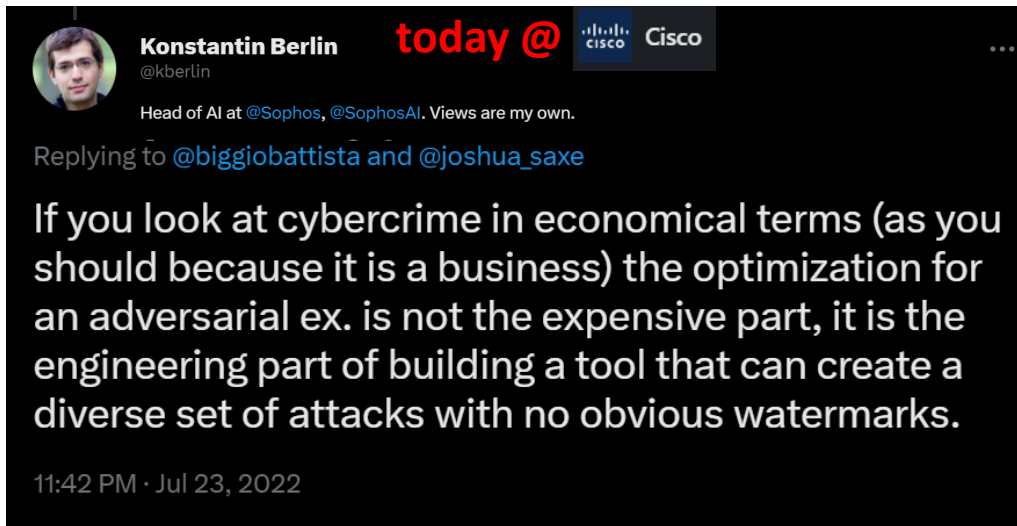 Konstantin Berlin
today @
CISCO
Cisco
@kberlin
Head of AI at @Sophos, @SophosAI. Views are my own.
Replying to @biggiobattista and @joshua_saxe
If you look at cybercrime in economical terms (as you
should because it is a business) the optimization for
an adversarial ex. is not the expensive part, it is the
engineering part of building a tool that can create a
diverse set of attacks with no obvious watermarks.
11:42 PM · Jul 23, 2022